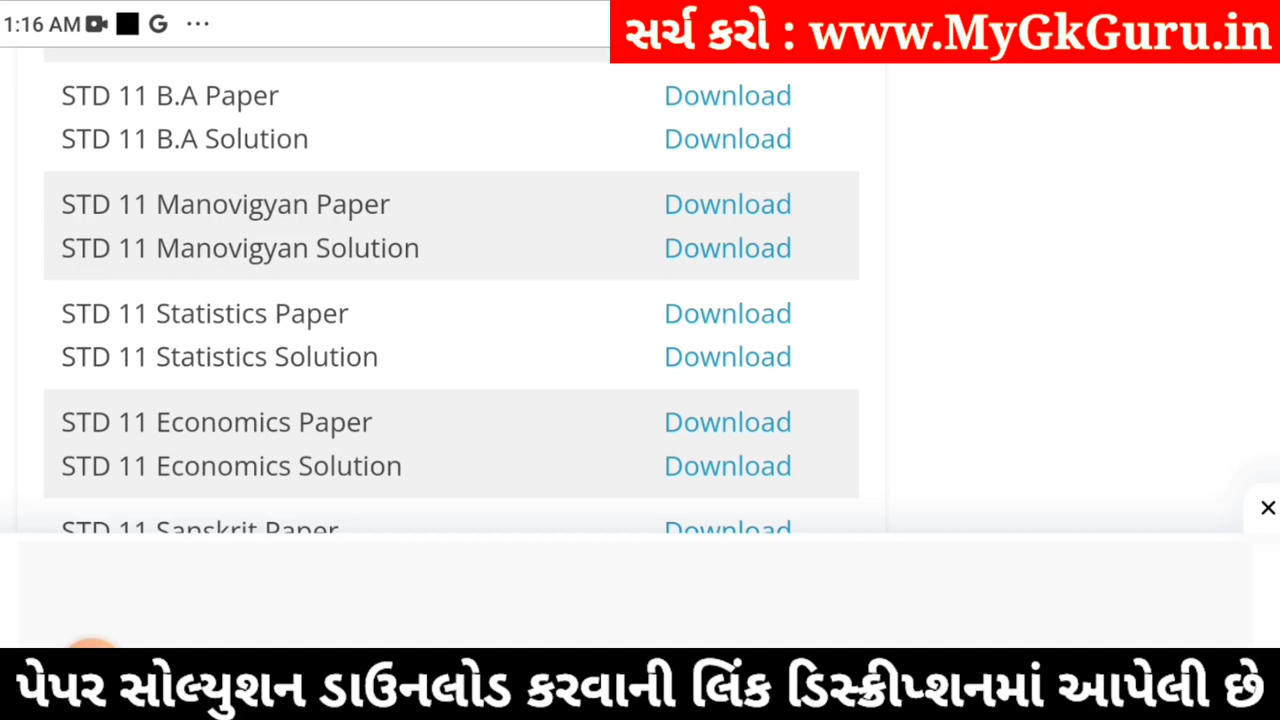 1:16 AM G ...
સર્ચ કરો : www.MyGkGuru.in
STD 11 B.A Paper Download
STD 11 B.A Solution Download
STD 11 Manovigyan Paper Download
STD 11 Manovigyan Solution Download
STD 11 Statistics Paper Download
STD 11 Statistics Solution Download
STD 11 Economics Paper Download
STD 11 Economics Solution Download
STD 11 Sanskrit Paper Download
પેપર સોલ્યુશન ડાઉનલોડ કરવાની લિંક ડિસ્ક્રીપ્શનમાં આપેલી છે